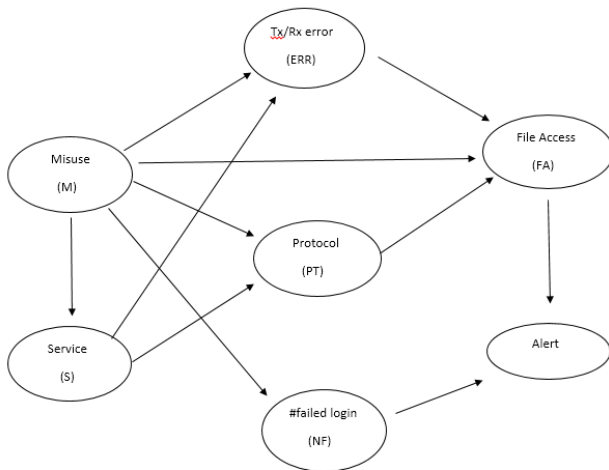 Tx/Rx error
(ERR)
File Access
(FA)
Misuse
(M)
Protocol
(PT)
Service
(S)
Alert
#failed login
(NF)